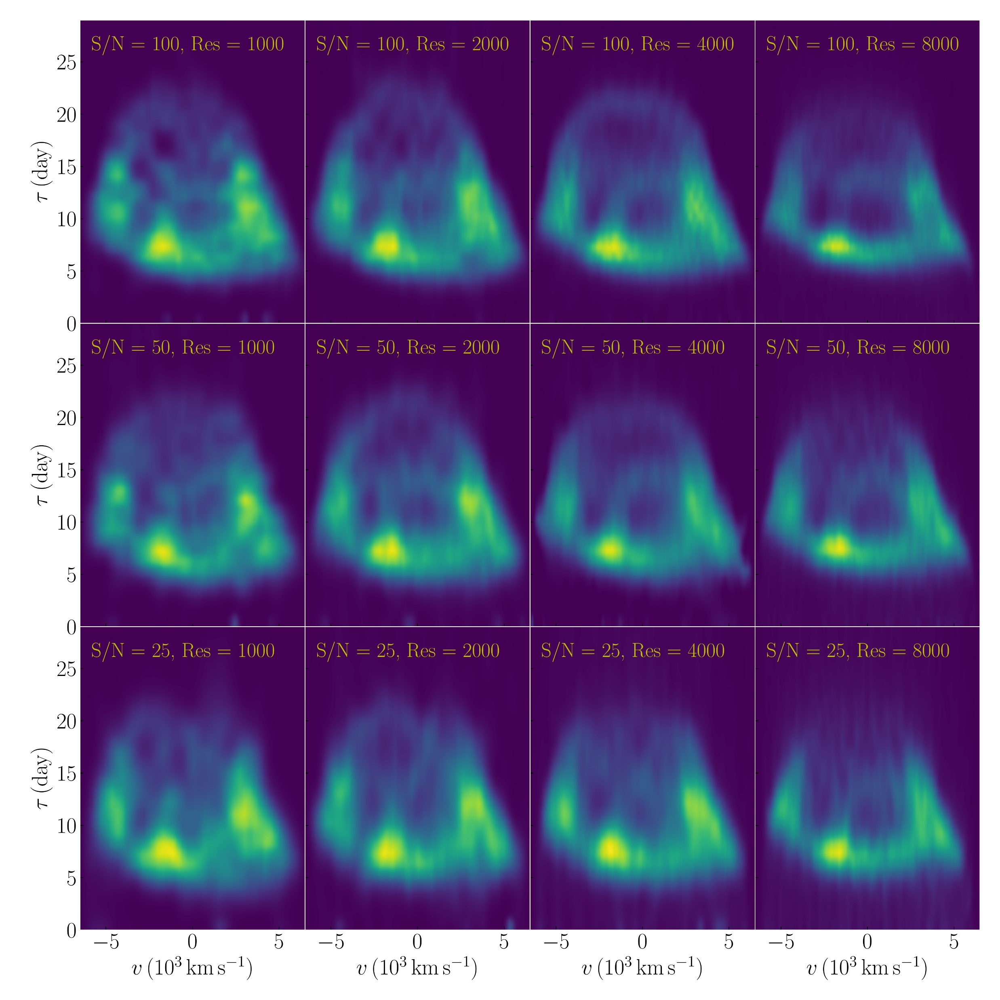 S/N = 100, Res = 1000
S/N = 100, Res = 2000
S/N = 100, Res = 4000
S/N = 100, Res = 8000
25
20
15
10
5
0
τ (day)
S/N = 50, Res = 1000
S/N = 50, Res = 2000
S/N = 50, Res = 4000
S/N = 50, Res = 8000
25
20
15
10
5
0
τ (day)
S/N = 25, Res = 1000
S/N = 25, Res = 2000
S/N = 25, Res = 4000
S/N = 25, Res = 8000
25
20
15
10
5
0
τ (day)
−5 0 5
−5 0 5
−5 0 5
−5 0 5
v (10³ km s⁻¹)
v (10³ km s⁻¹)
v (10³ km s⁻¹)
v (10³ km s⁻¹)